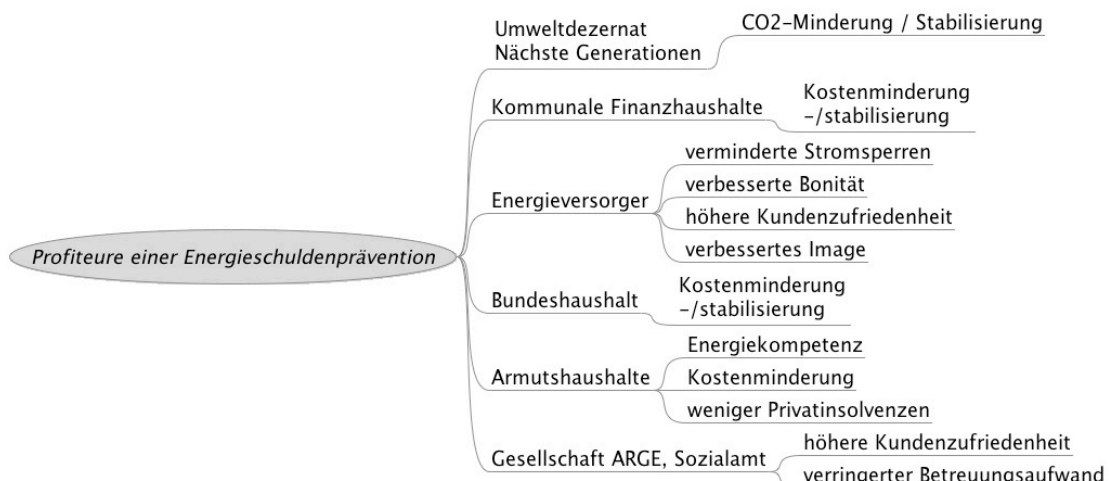 Profiteure einer Energieschuldenprävention
Umweltdezernat
Nächste Generationen
CO2-Minderung / Stabilisierung
Kommunale Finanzhaushalte
Kostenminderung
-/stabilisierung
Energieversorger
verminderte Stromsperren
verbesserte Bonität
höhere Kundenzufriedenheit
verbessertes Image
Bundeshaushalt
Kostenminderung
-/stabilisierung
Armutshaushalte
Energiekompetenz
Kostenminderung
weniger Privatinsolvenzen
Gesellschaft ARGE, Sozialamt
höhere Kundenzufriedenheit
verringerter Betreuungsaufwand